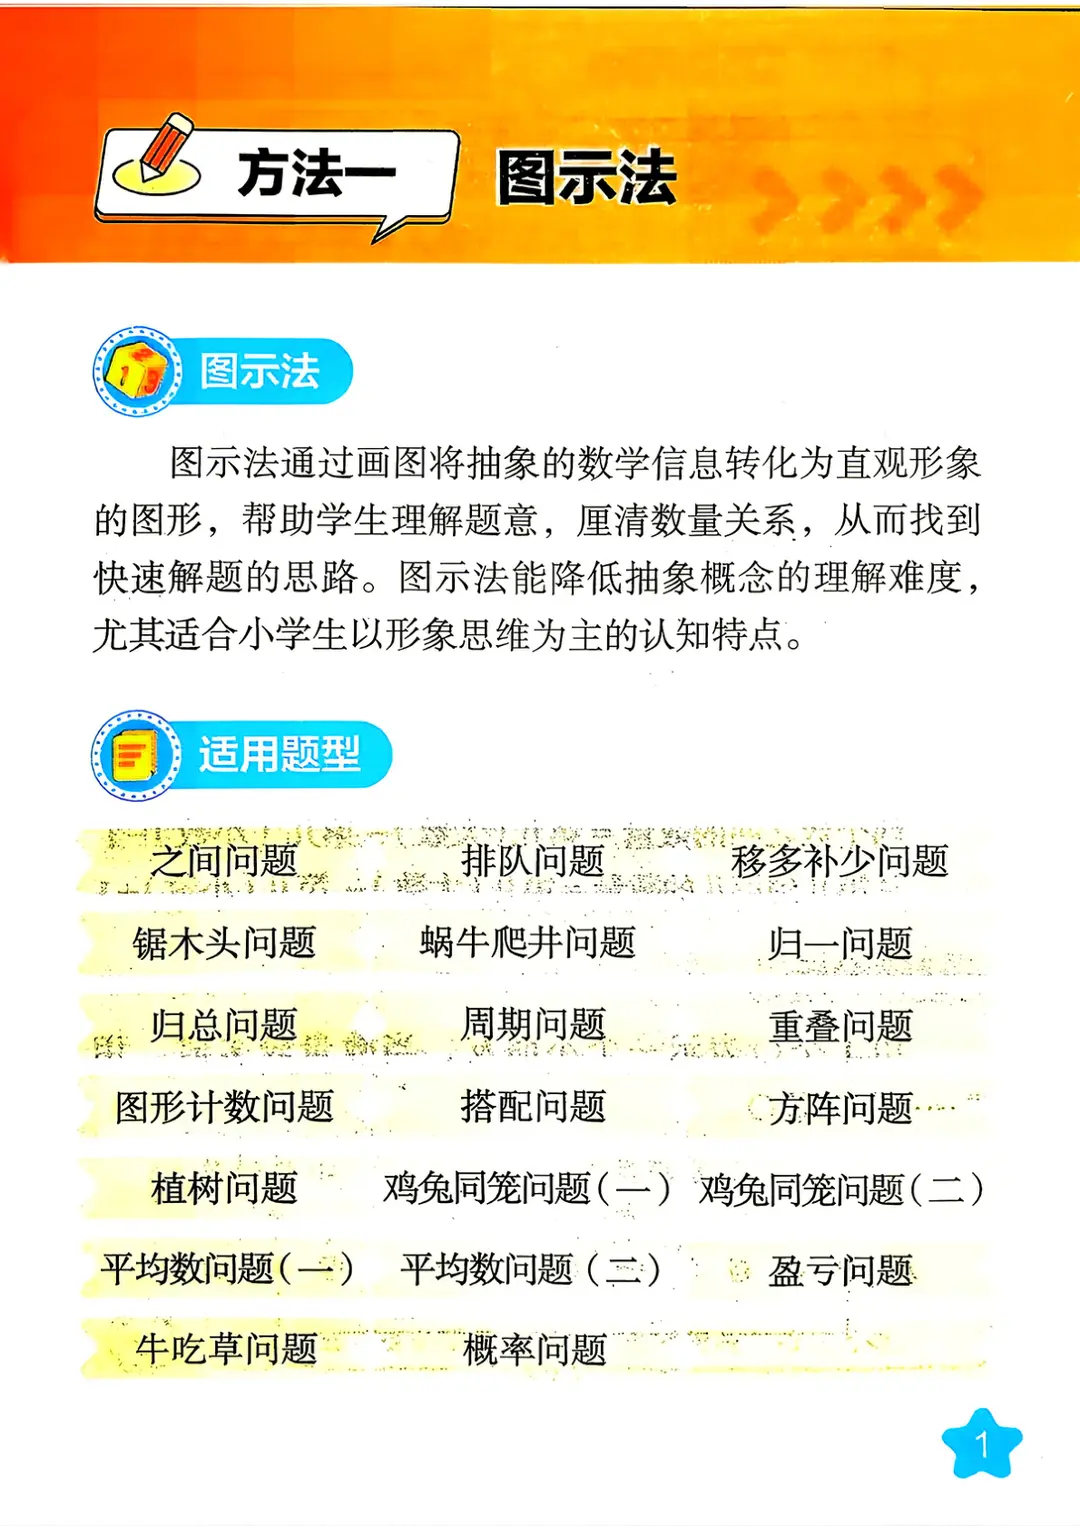 方法一 图示法
图示法
图示法通过画图将抽象的数学信息转化为直观形象
的图形，帮助学生理解题意，厘清数量关系，从而找到
快速解题的思路。图示法能降低抽象概念的理解难度，
尤其适合小学生以形象思维为主的认知特点。
适用题型
之间问题 排队问题 移多补少问题
锯木头问题 蜗牛爬井问题 归一问题
归总问题 周期问题 重叠问题
图形计数问题 搭配问题 方阵问题
植树问题 鸡兔同笼问题（一） 鸡兔同笼问题（二）
平均数问题（一） 平均数问题（二） 盈亏问题
牛吃草问题 概率问题
1